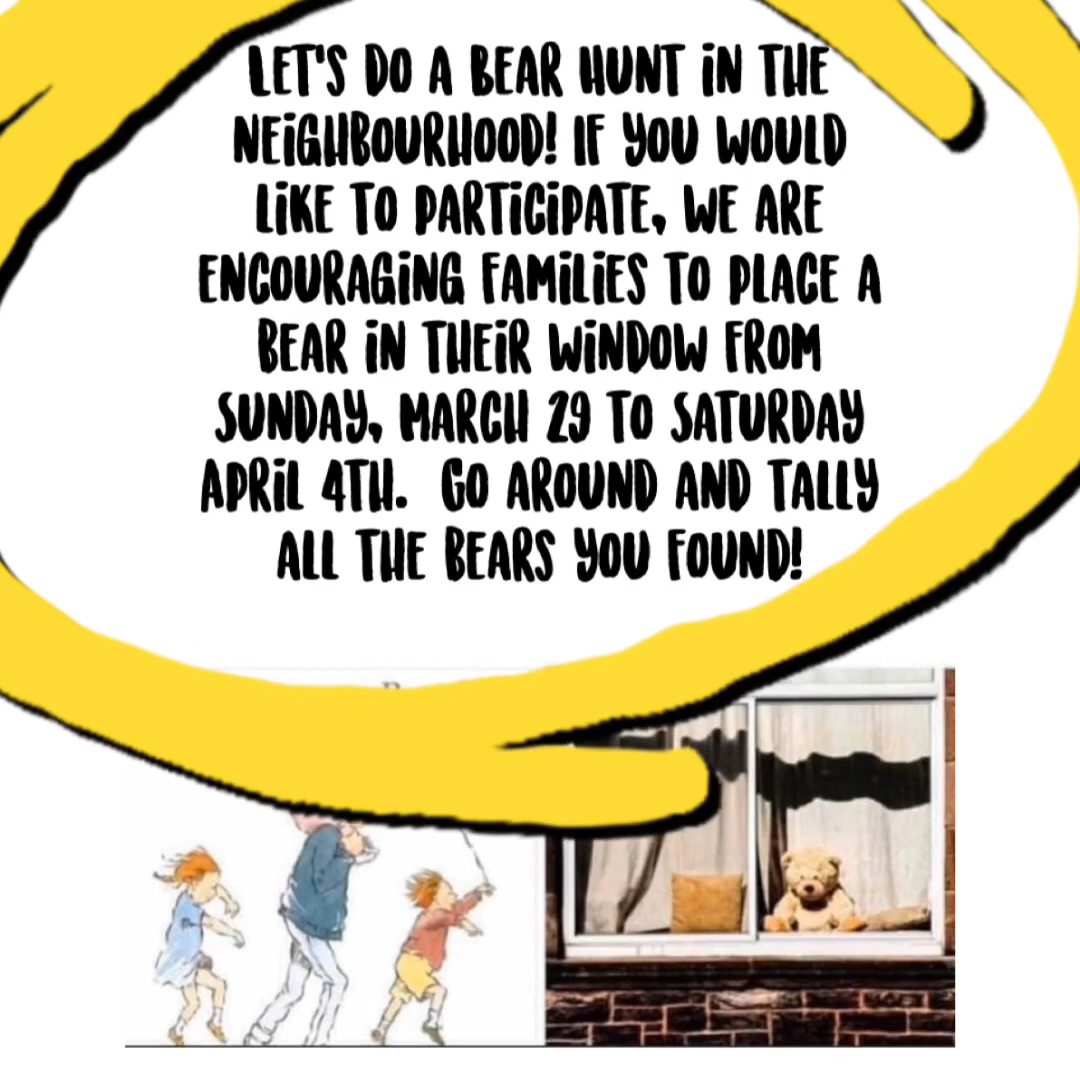 LET'S DO A BEAR HUNT IN THE
NEIGHBOURHOOD! IF YOU WOULD
LIKE TO PARTICIPATE, WE ARE
ENCOURAGING FAMILIES TO PLACE A
BEAR IN THEIR WINDOW FROM
SUNDAY, MARCH 29 TO SATURDAY
APRIL 4TH. GO AROUND AND TALLY
ALL THE BEARS YOU FOUND!